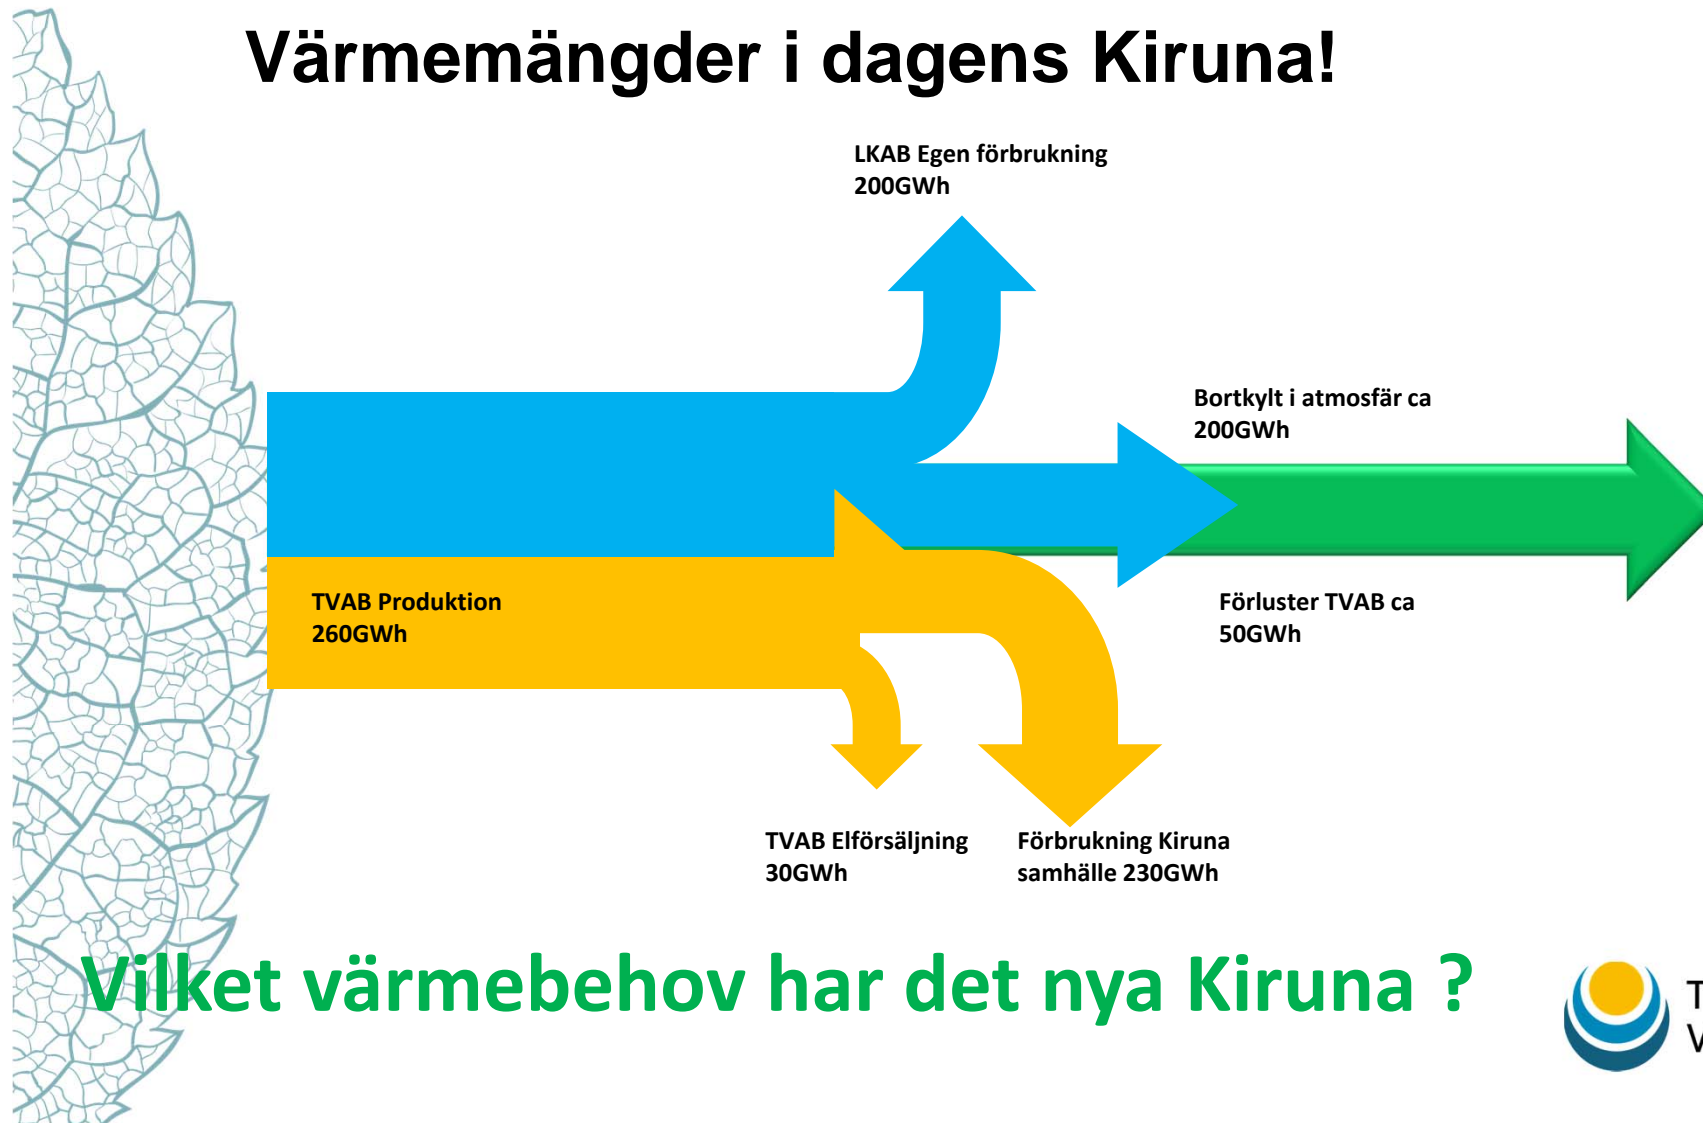 Värmemängder i dagens Kiruna!
LKAB Egen förbrukning
200GWh
Bortkylt i atmosfär ca
200GWh
TVAB Produktion
260GWh
Förluster TVAB ca
50GWh
TVAB Elförsäljning
30GWh
Förbrukning Kiruna
samhälle 230GWh
Vilket värmebehov har det nya Kiruna ?
T
V